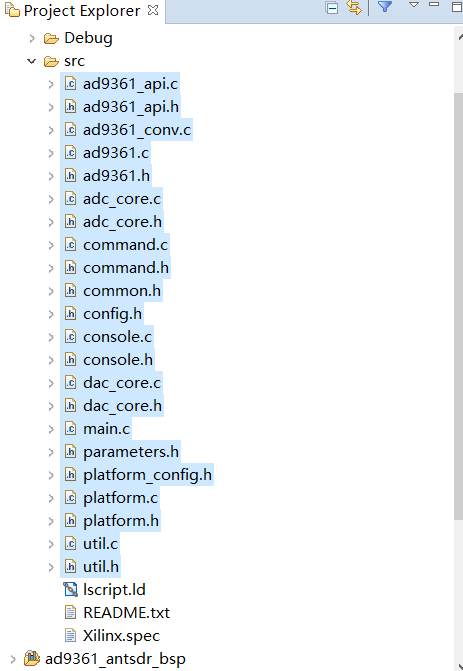 Project Explorer
Debug
src
ad9361_api.c
ad9361_api.h
ad9361_conv.c
ad9361.c
ad9361.h
adc_core.c
adc_core.h
command.c
command.h
common.h
config.h
console.c
console.h
dac_core.c
dac_core.h
main.c
parameters.h
platform_config.h
platform.c
platform.h
util.c
util.h
lscript.ld
README.txt
Xilinx.spec
ad9361_antsdr_bsp